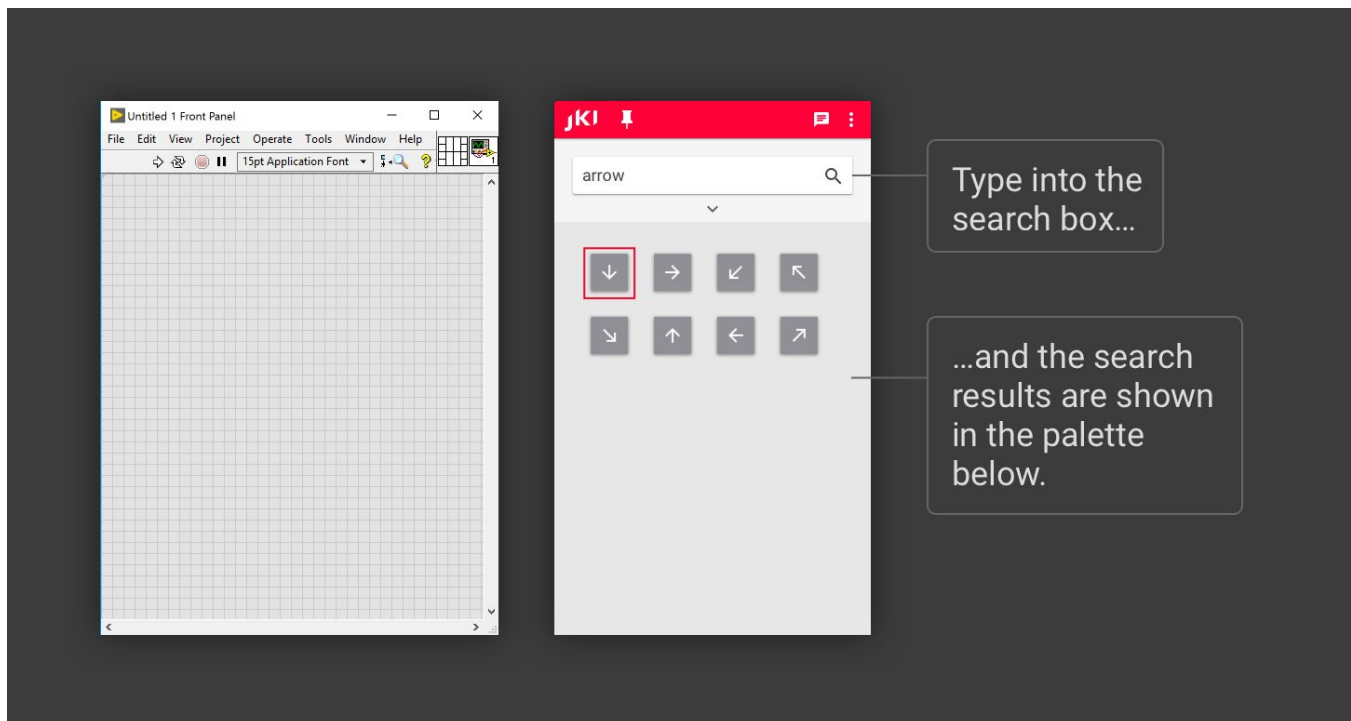 Untitled 1 Front Panel
File Edit View Project Operate Tools Window Help
15pt Application Font
1
JKI
arrow
Type into the
search box...
...and the search
results are shown
in the palette
below.